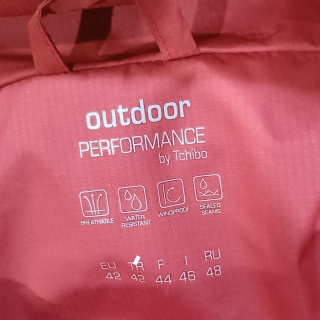 outdoor
PERFORMANCE
by Tchibo
BREATHABLE WATER RESISTANT WINDPROOF SEALED SEAMS
EU TR F I RU
42 42 44 46 48